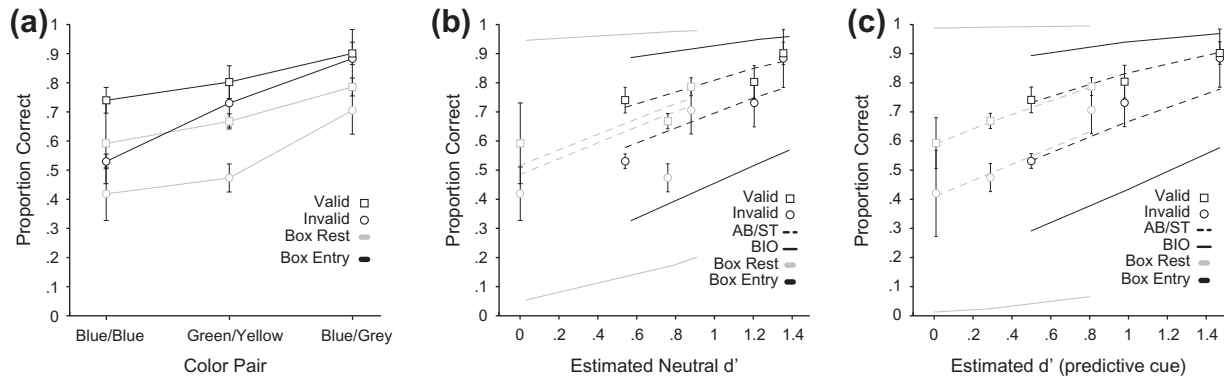 (a)
Proportion Correct
1
.9
.8
.7
.6
.5
.4
.3
.2
.1
0
Blue/Blue Green/Yellow Blue/Grey
Color Pair
Valid
Invalid
Box Rest
Box Entry
(b)
Proportion Correct
1
.9
.8
.7
.6
.5
.4
.3
.2
.1
0
0 .2 .4 .6 .8 1 1.2 1.4
Estimated Neutral d’
Valid
Invalid
AB/ST
BIO
Box Rest
Box Entry
(c)
Proportion Correct
1
.9
.8
.7
.6
.5
.4
.3
.2
.1
0
0 .2 .4 .6 .8 1 1.2 1.4
Estimated d’ (predictive cue)
Valid
Invalid
AB/ST
BIO
Box Rest
Box Entry